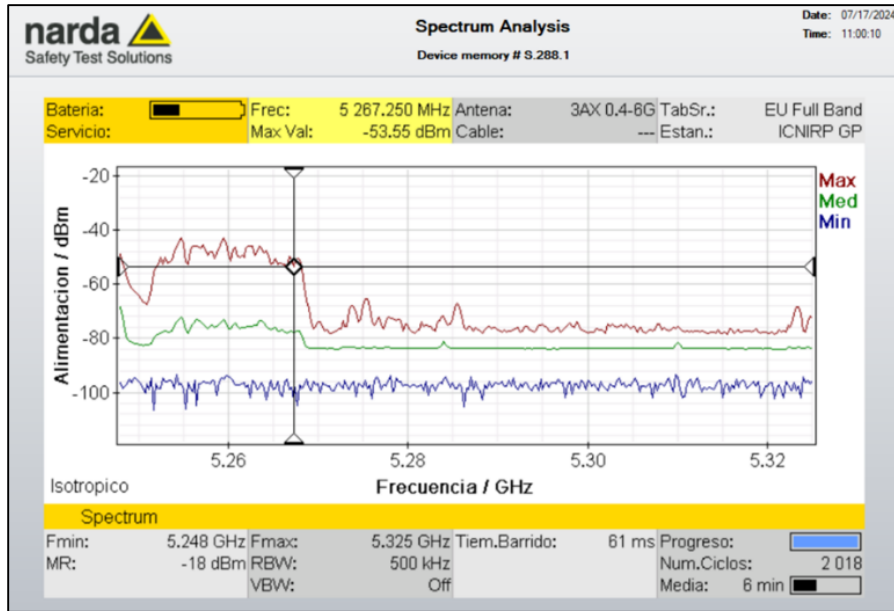 narda
Safety Test Solutions
Spectrum Analysis
Device memory # S.288.1
Date: 07/17/2024
Time: 11:00:10
Bateria: Frec: 5 267.250 MHz Antena: 3AX 0.4-6G TabSr.: EU Full Band
Servicio: Max Val: -53.55 dBm Cable: --- Estan.: ICNIRP GP
Alimentacion / dBm
-20
-40
-60
-80
-100
Max
Med
Min
5.26 5.28 5.30 5.32
Isotropico
Frecuencia / GHz
Spectrum
Fmin: 5.248 GHz Fmax: 5.325 GHz Tiem.Barrido: 61 ms Progreso:
MR: -18 dBm RBW: 500 kHz Num.Ciclos: 2 018
VBW: Off Media: 6 min